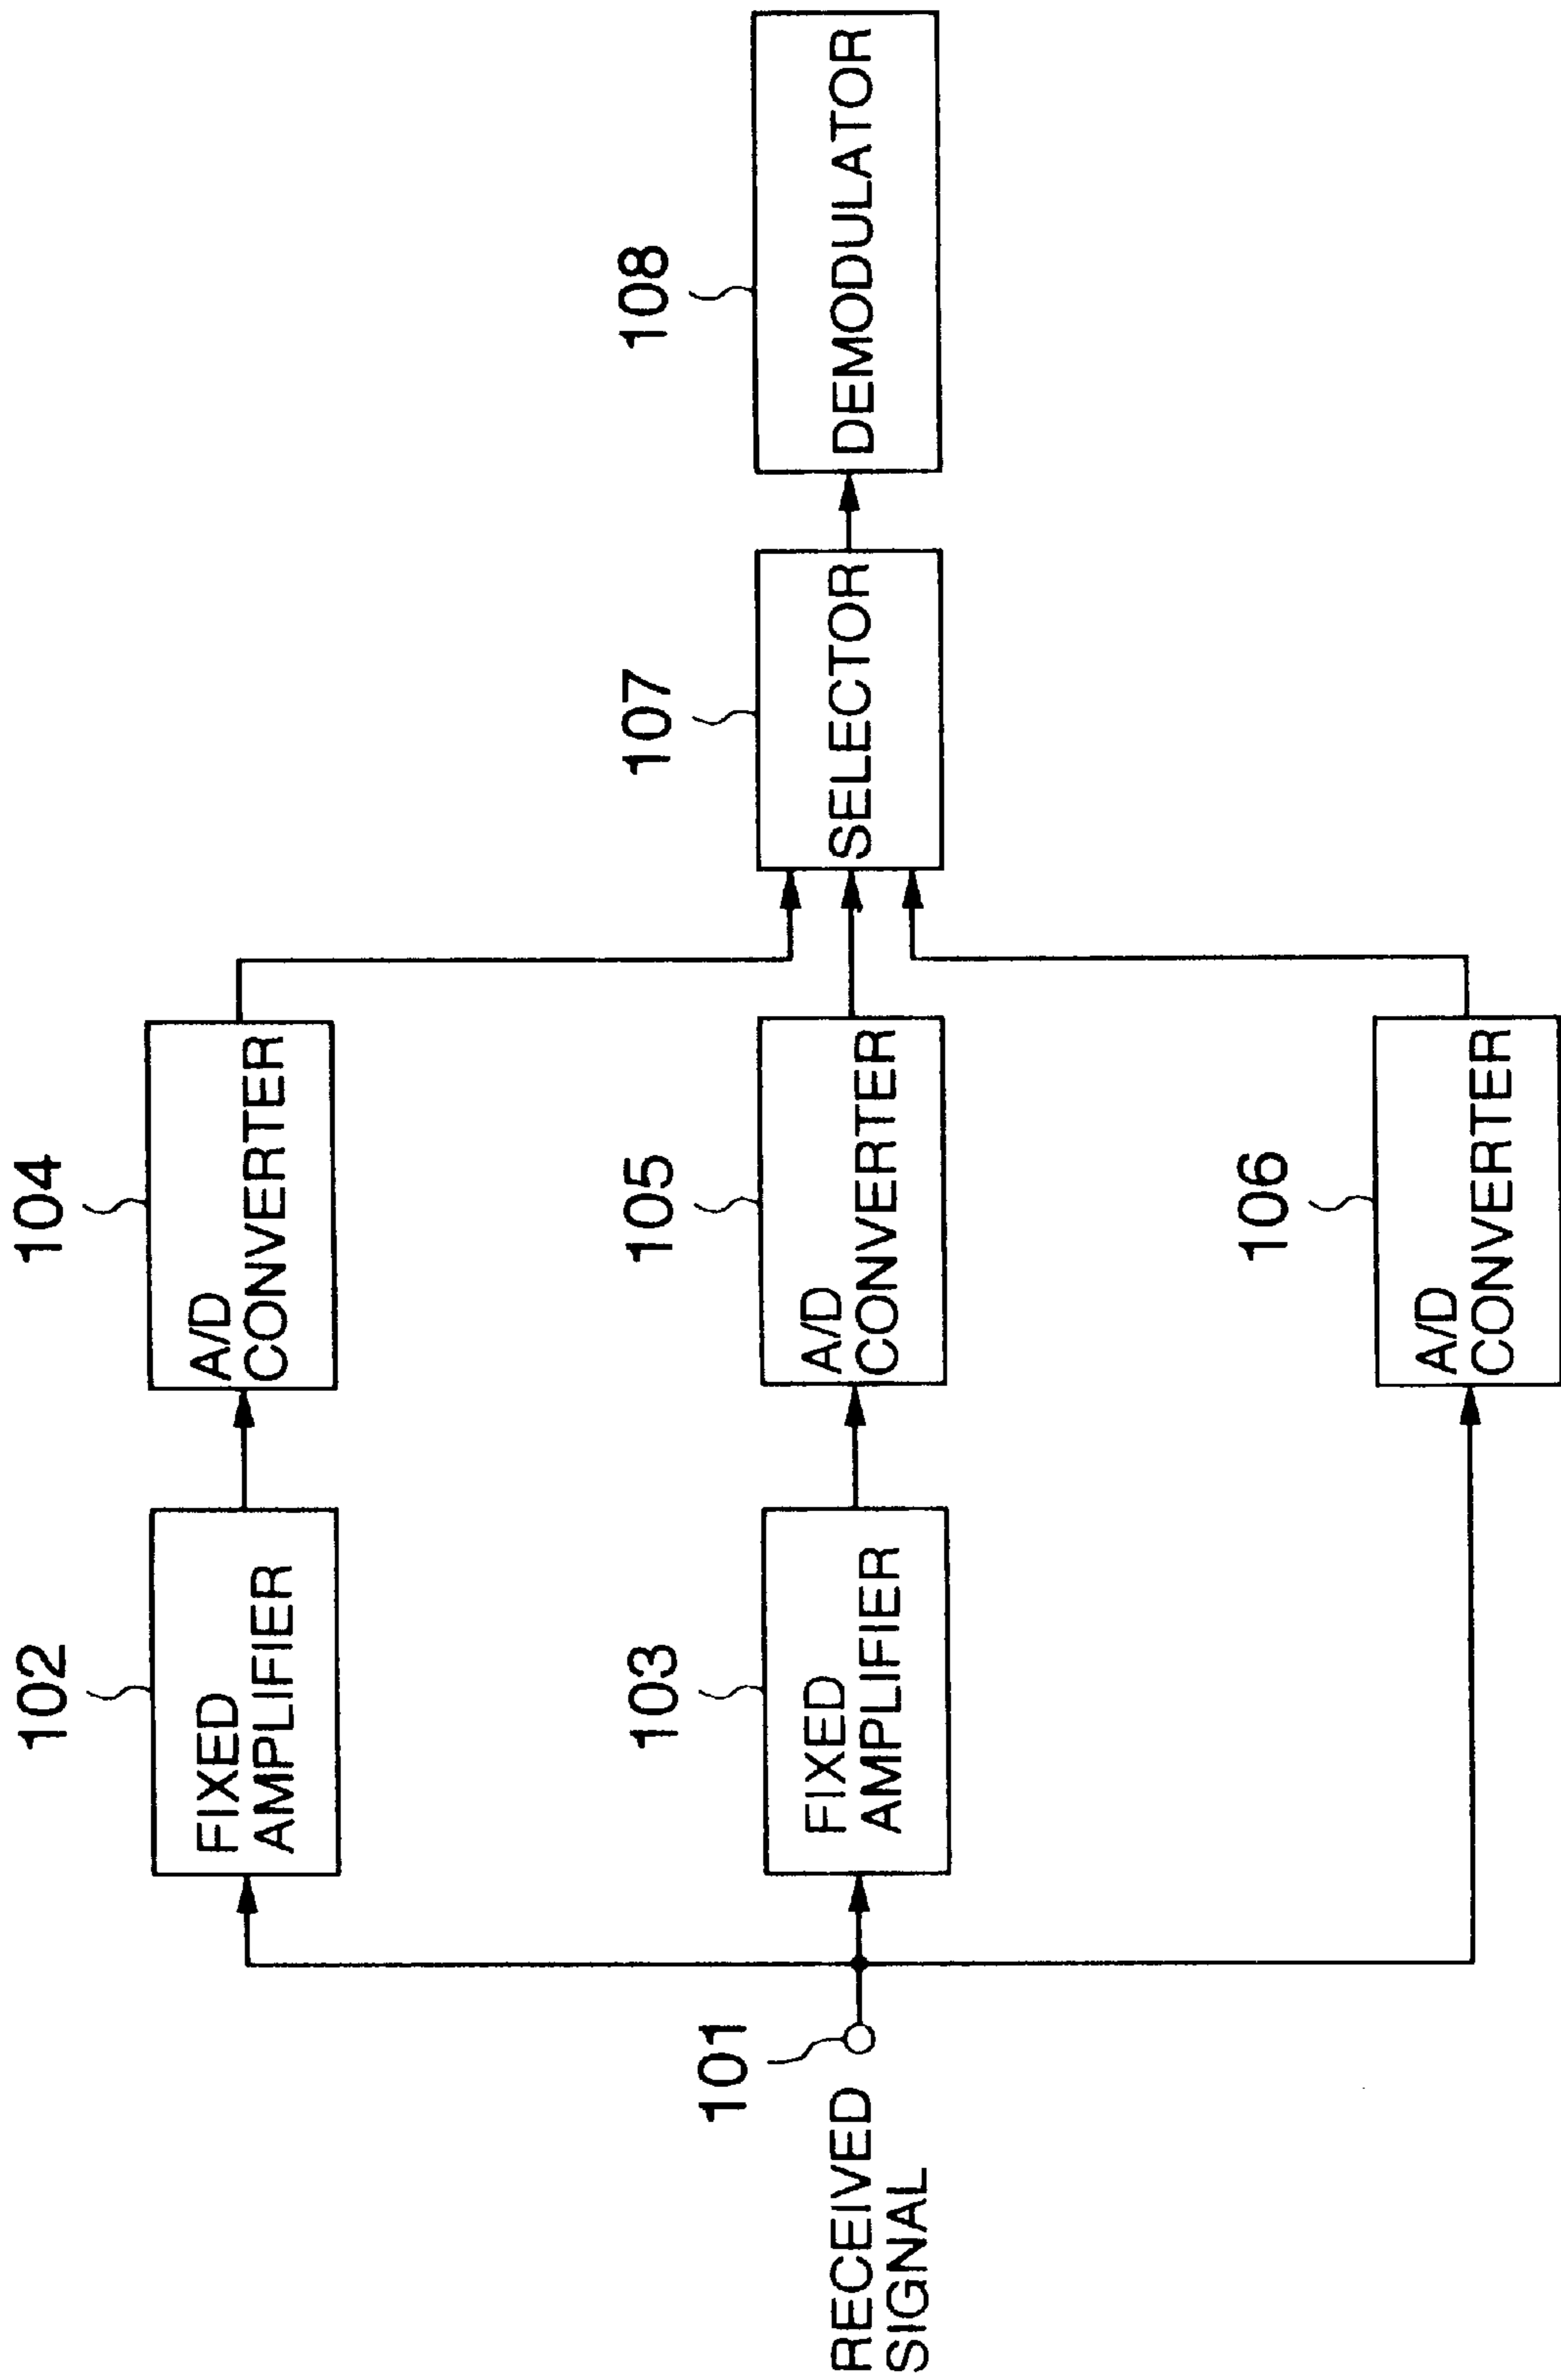 102
FIXED
AMPLIFIER
104
A/D
CONVERTER
101
RECEIVED
SIGNAL
103
FIXED
AMPLIFIER
105
A/D
CONVERTER
107
SELECTOR
108
DEMODULATOR
106
A/D
CONVERTER